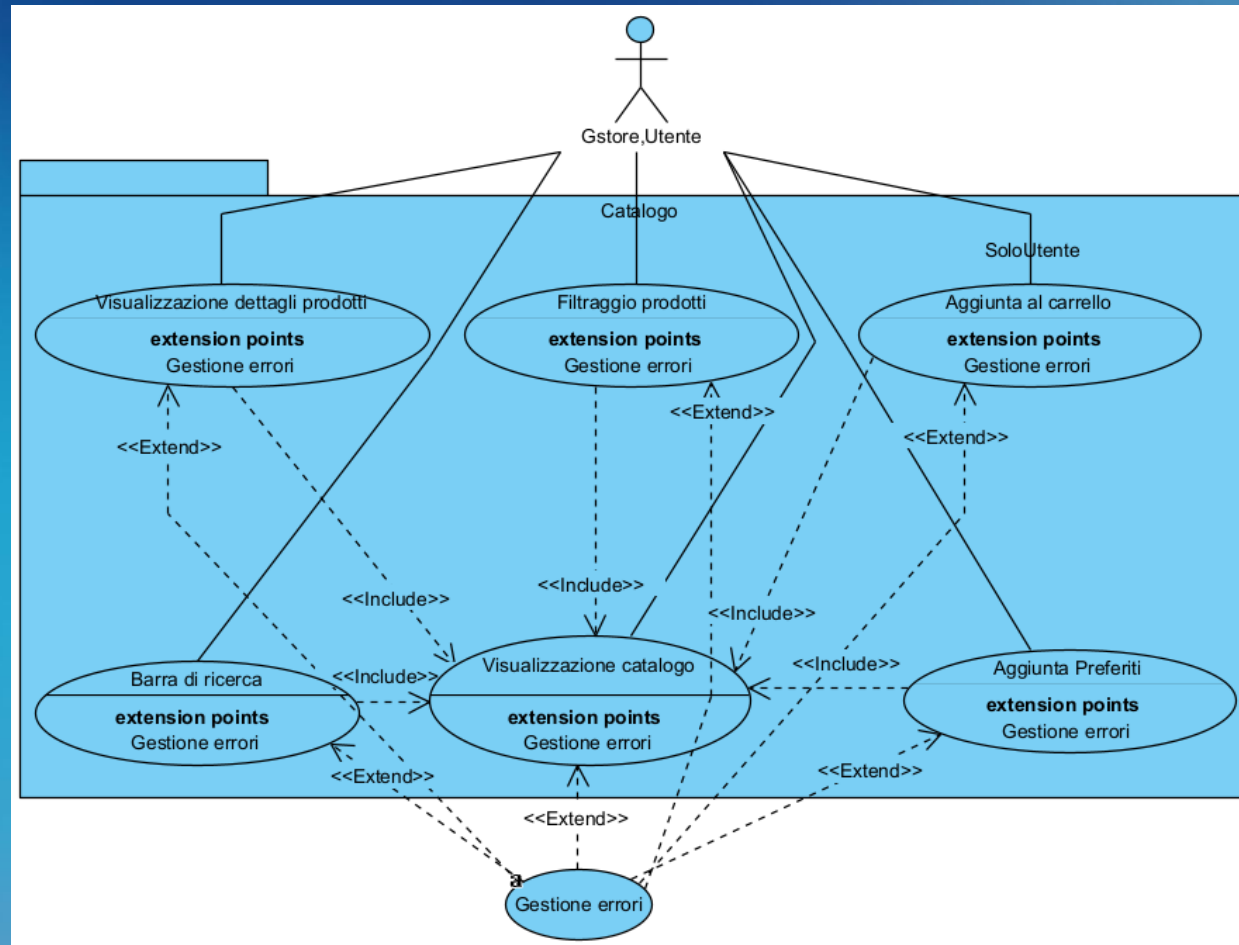 Gstore,Utente
Catalogo
SoloUtente
Visualizzazione dettagli prodotti
extension points
Gestione errori
Filtraggio prodotti
extension points
Gestione errori
Aggiunta al carrello
extension points
Gestione errori
<<Extend>>
<<Extend>>
<<Extend>>
<<Include>>
<<Include>>
<<Include>>
Barra di ricerca
extension points
Gestione errori
<<Include>>
Visualizzazione catalogo
extension points
Gestione errori
<<Include>>
Aggiunta Preferiti
extension points
Gestione errori
<<Extend>>
<<Extend>>
<<Extend>>
Gestione errori